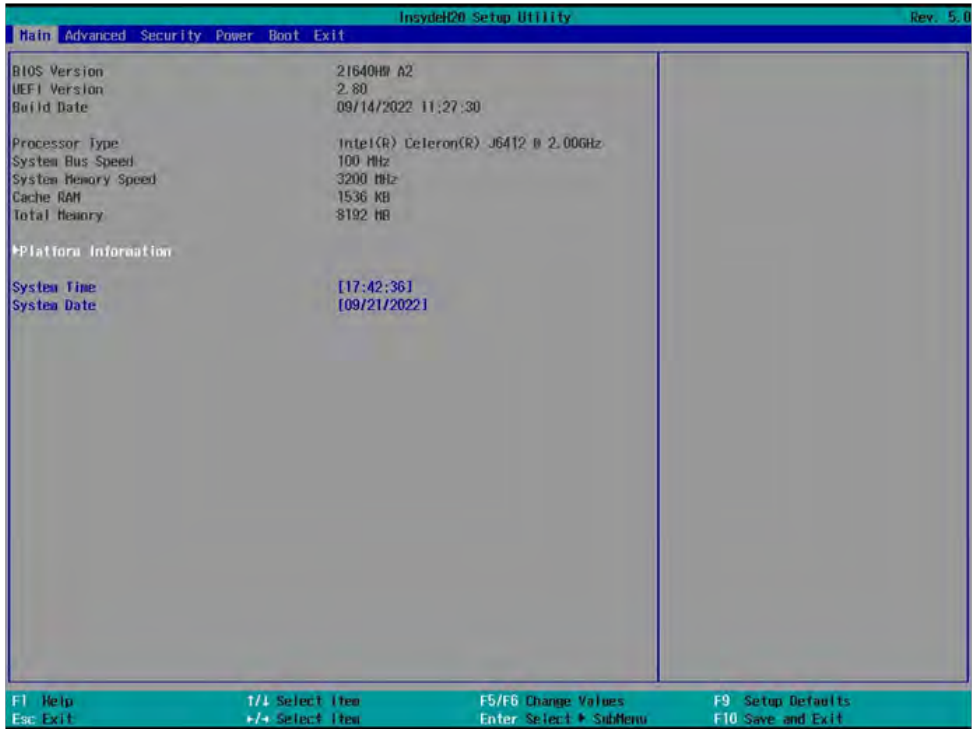 InsydeH20 Setup Utility Rev. 5.0
Main Advanced Security Power Boot Exit
BIOS Version 21640HW A2
UEFI Version 2.80
Build Date 09/14/2022 11:27:30
Processor Type Intel(R) Celeron(R) J6412 @ 2.00GHz
System Bus Speed 100 MHz
System Memory Speed 3200 MHz
Cache RAM 1536 KB
Total Memory 8192 MB
▶Platform Information
System Time [17:42:36]
System Date [09/21/2022]
F1 Help ↑/↓ Select Item F5/F6 Change Values F9 Setup Defaults
Esc Exit ←/→ Select Item Enter Select ▶ SubMenu F10 Save and Exit